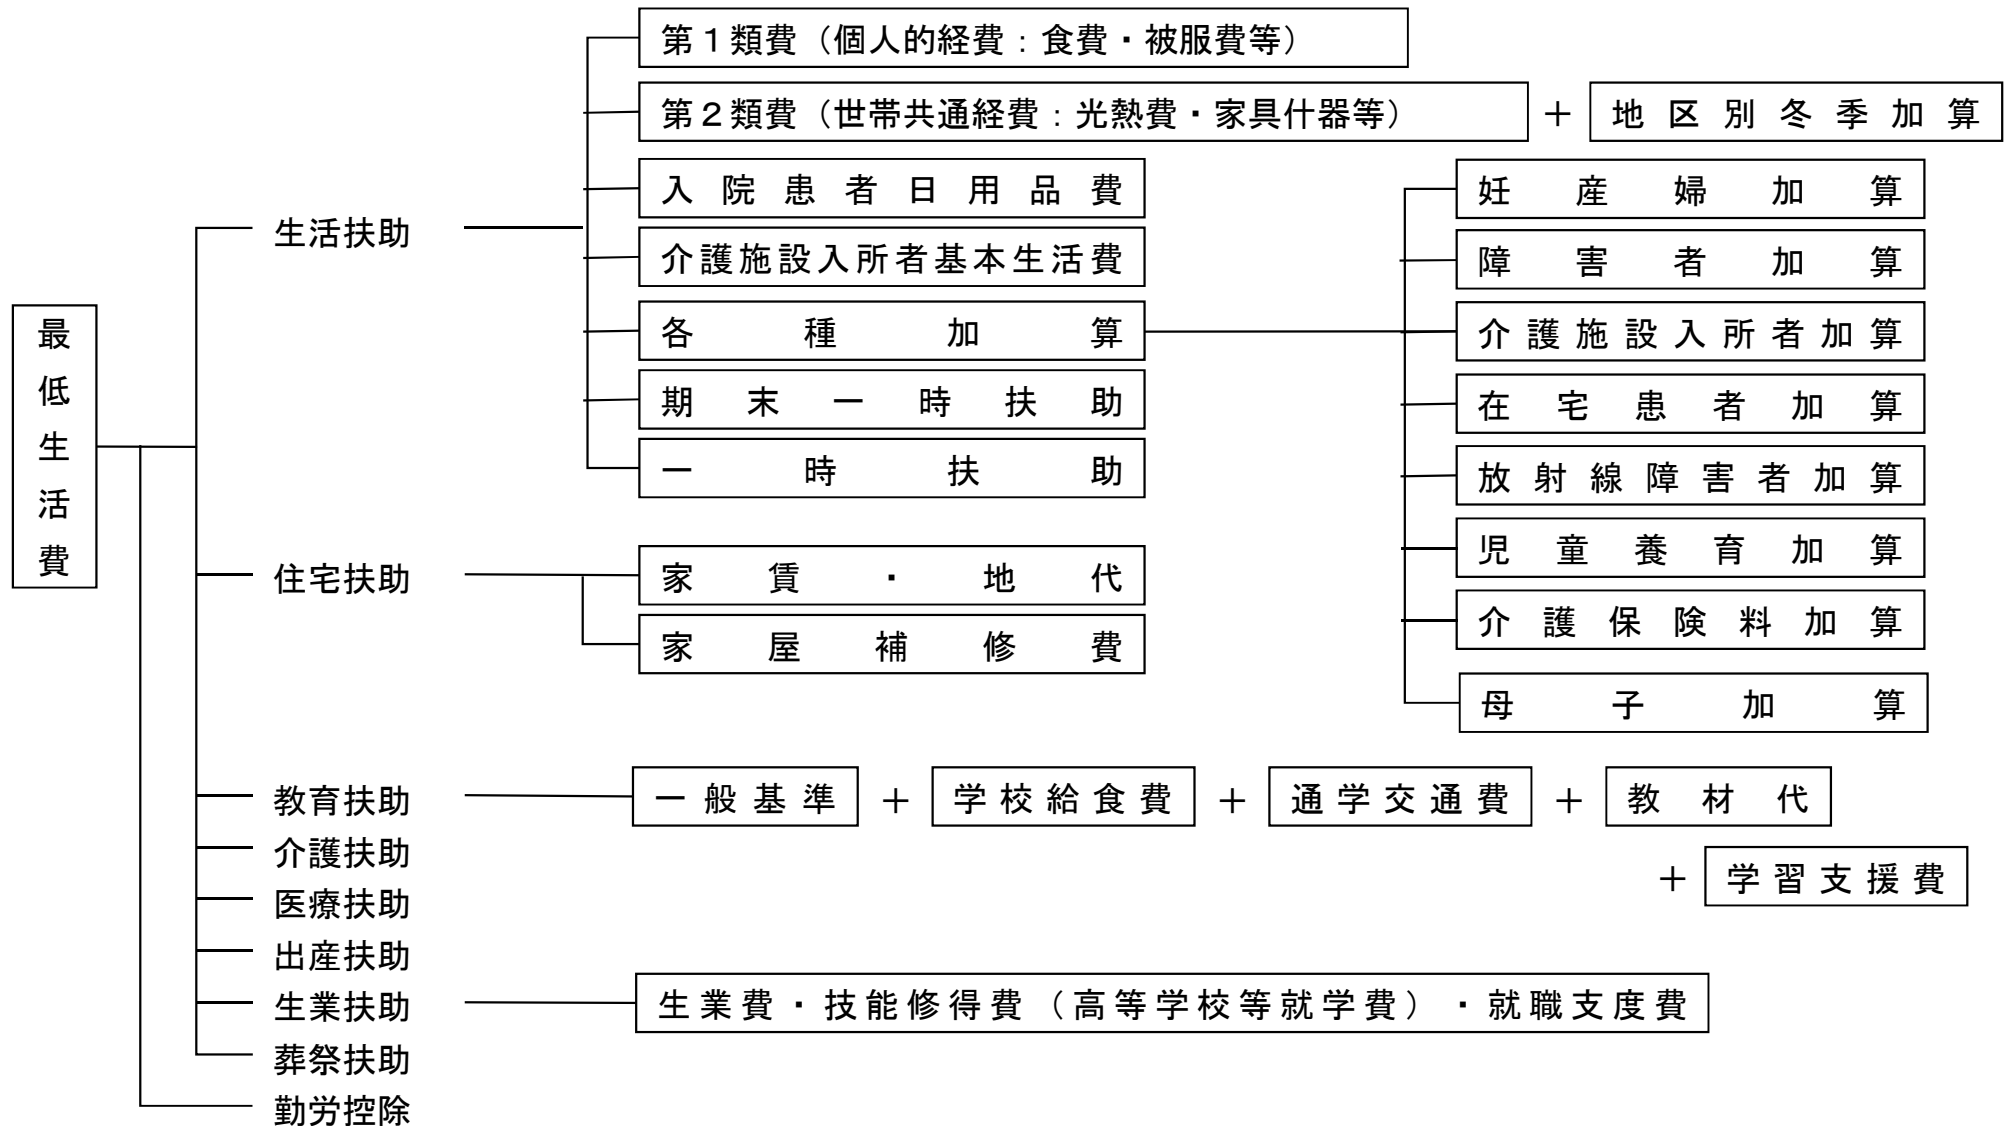 最低生活費
生活扶助
第１類費（個人的経費：食費・被服費等）
第２類費（世帯共通経費：光熱費・家具什器等）＋地区別冬季加算
入院患者日用品費
介護施設入所者基本生活費
各種加算
期末一時扶助
一時扶助
妊産婦加算
障害者加算
介護施設入所者加算
在宅患者加算
放射線障害者加算
児童養育加算
介護保険料加算
母子加算
住宅扶助
家賃・地代
家屋補修費
教育扶助
一般基準＋学校給食費＋通学交通費＋教材代
＋学習支援費
介護扶助
医療扶助
出産扶助
生業扶助
生業費・技能修得費（高等学校等就学費）・就職支度費
葬祭扶助
勤労控除